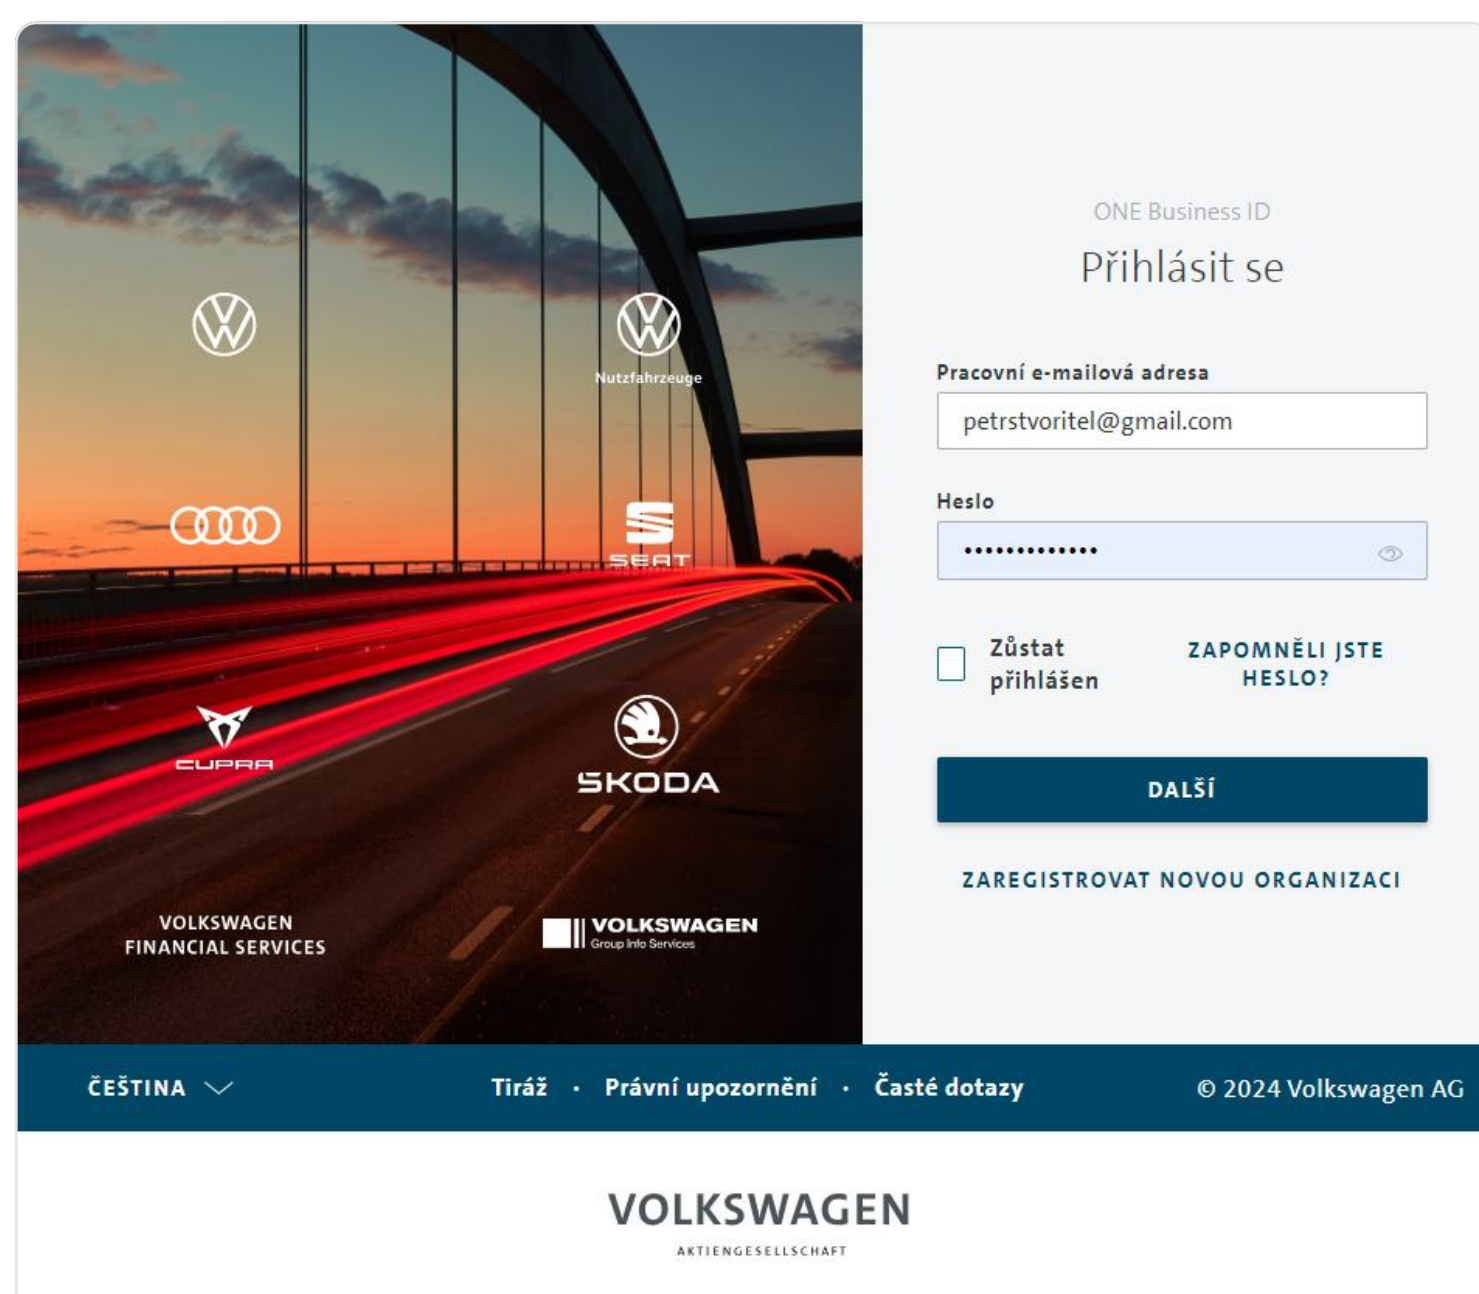 Nutzfahrzeuge
SEAT
CUPRA
SKODA
VOLKSWAGEN
FINANCIAL SERVICES
VOLKSWAGEN
Group Info Services
ONE Business ID
Přihlásit se
Pracovní e-mailová adresa
petrstvoritel@gmail.com
Heslo
•••••••••••••
Zůstat
přihlášen
ZAPOMNĚLI JSTE
HESLO?
DALŠÍ
ZAREGISTROVAT NOVOU ORGANIZACI
ČEŠTINA
Tiráž · Právní upozornění · Časté dotazy
© 2024 Volkswagen AG
VOLKSWAGEN
AKTIENGESELLSCHAFT